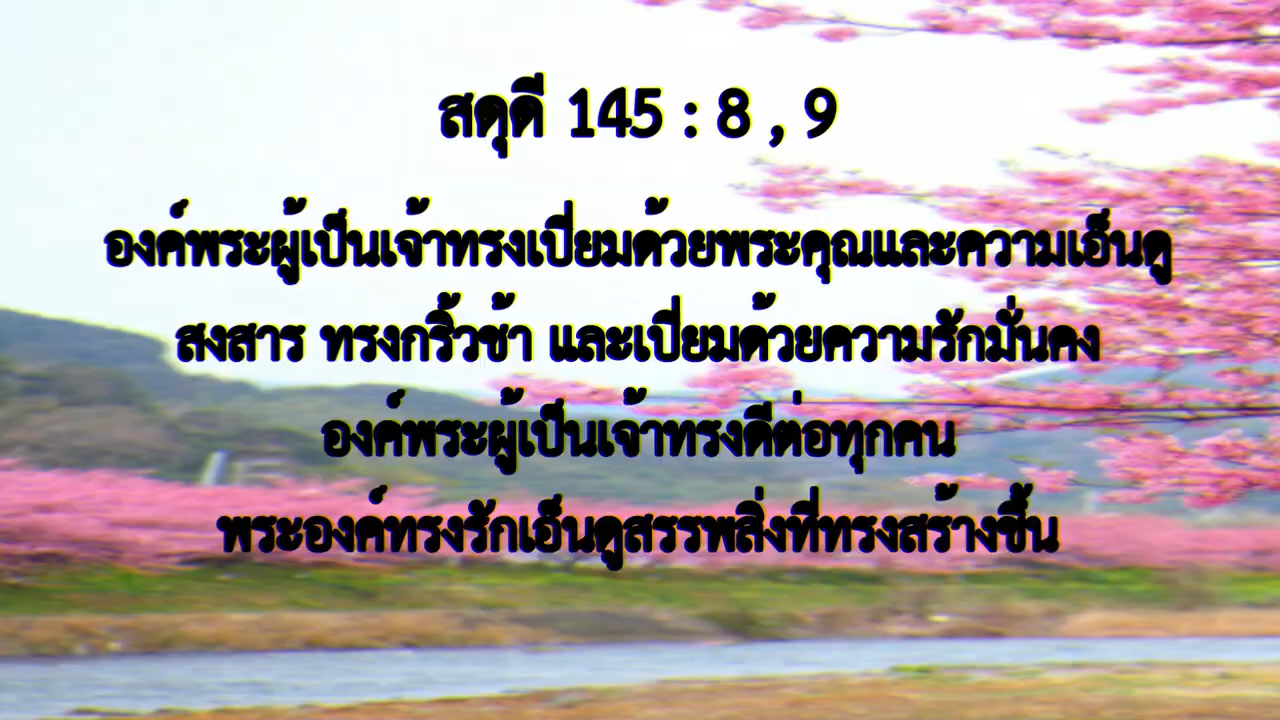 สดุดี 145 : 8 , 9
องค์พระผู้เป็นเจ้าทรงเปี่ยมด้วยพระคุณและความเอ็นดู
สงสาร ทรงกริ้วช้า และเปี่ยมด้วยความรักมั่นคง
องค์พระผู้เป็นเจ้าทรงดีต่อทุกคน
พระองค์ทรงรักเอ็นดูสรรพสิ่งที่ทรงสร้างขึ้น